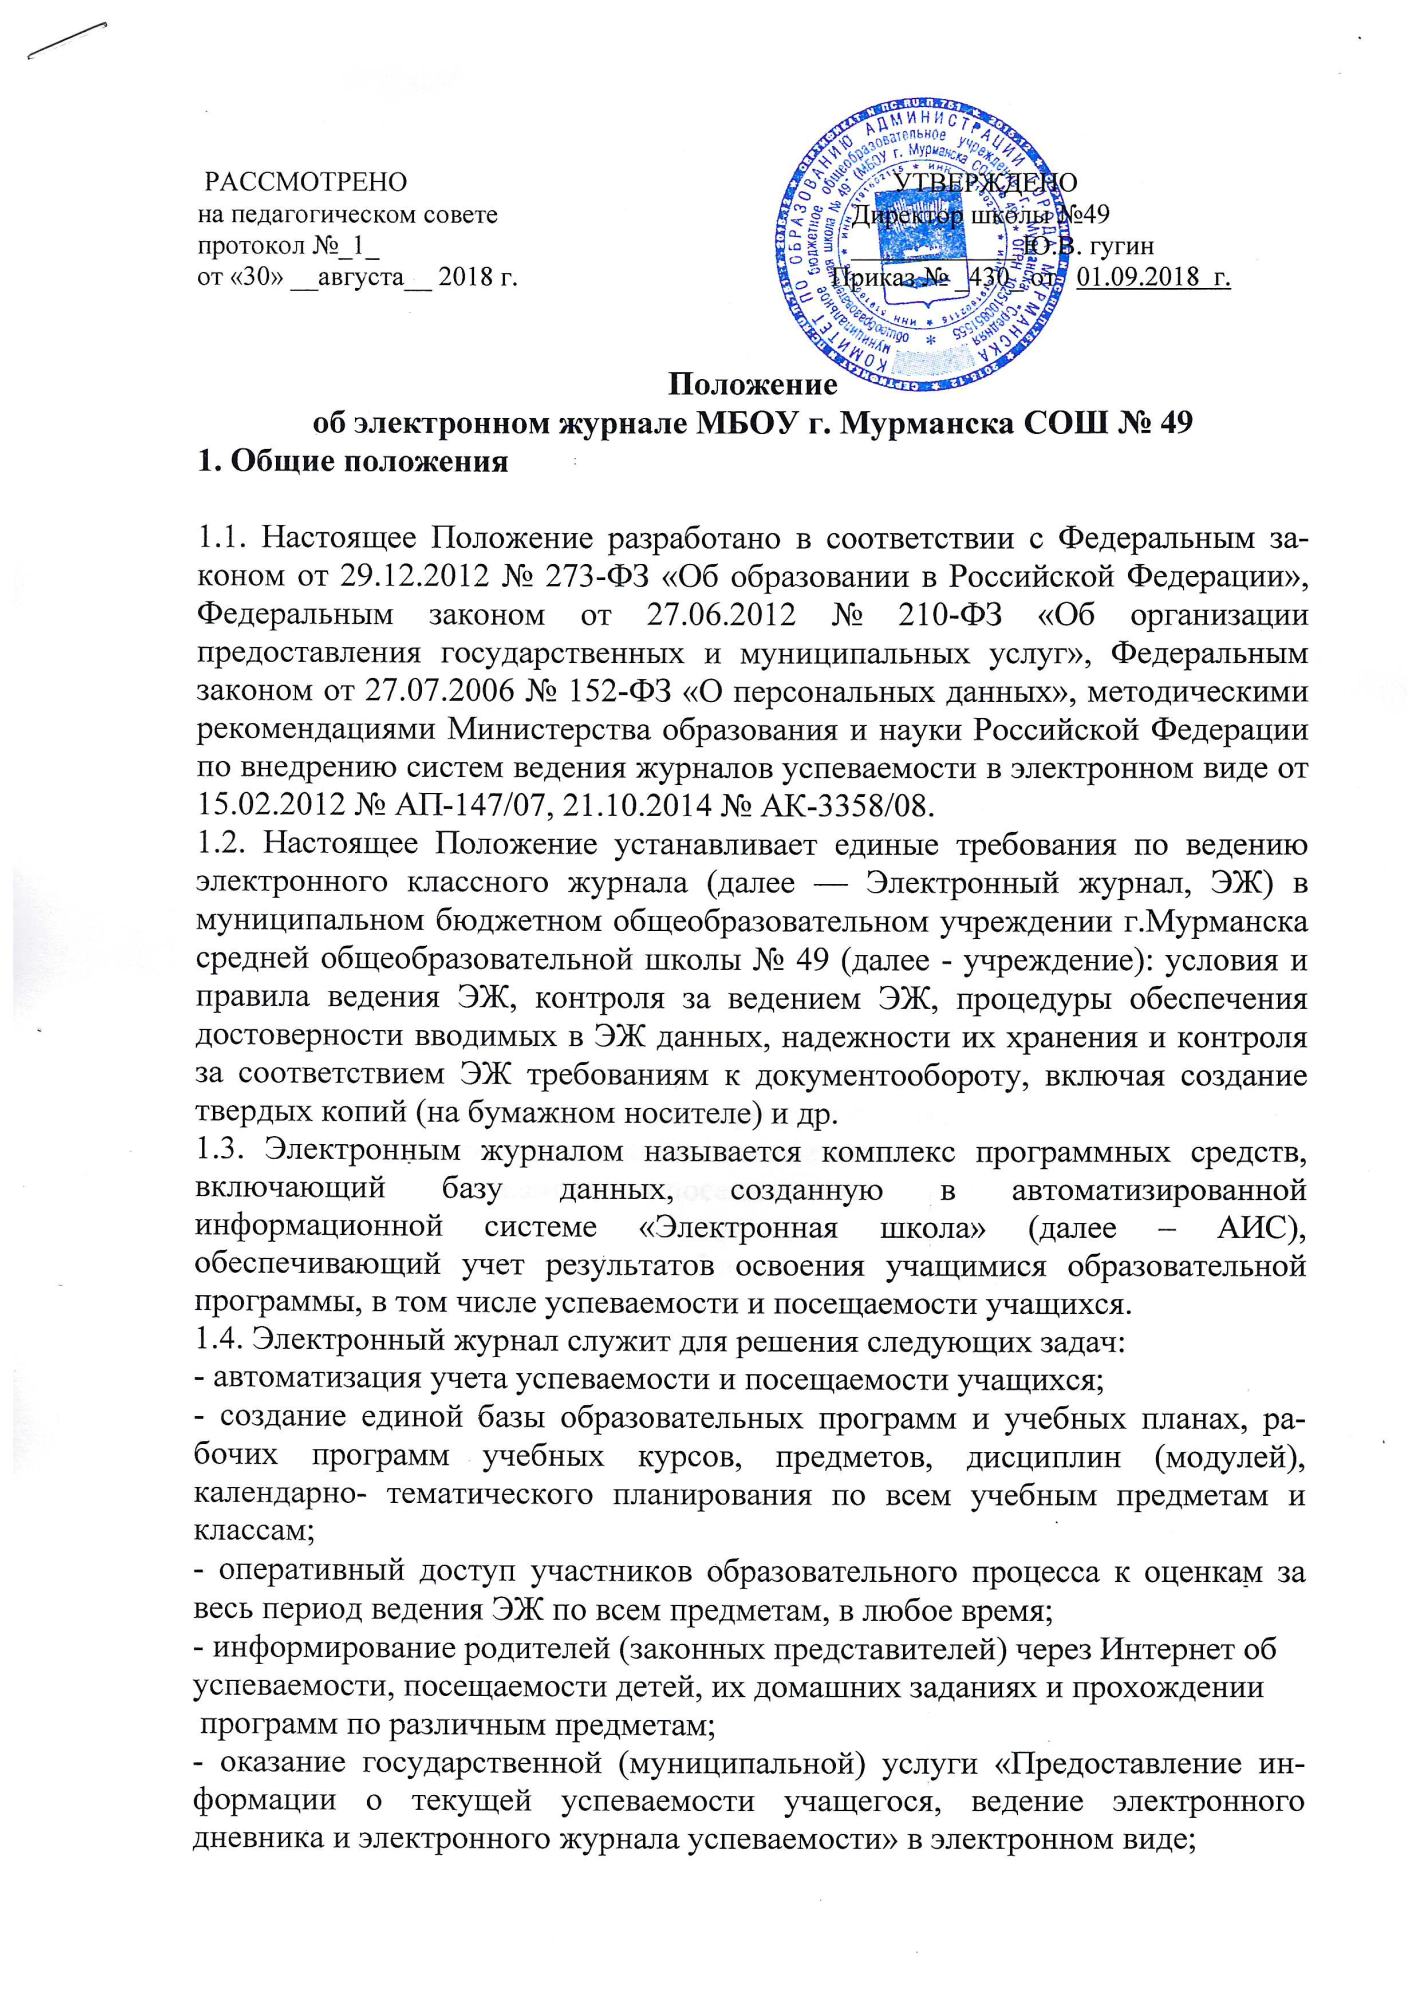 РАССМОТРЕНО
на педагогическом совете
протокол №_1_
от «30» __августа__ 2018 г.
УТВЕРЖДЕНО
Директор школы №49
Ю.В. гугин
Приказ № _430_ от 01.09.2018 г.
КОМИТЕТ ПО ОБРАЗОВАНИЮ АДМИНИСТРАЦИИ ГОРОДА МУРМАНСКА
Положение
об электронном журнале МБОУ г. Мурманска СОШ № 49
1. Общие положения
1.1. Настоящее Положение разработано в соответствии с Федеральным за-
коном от 29.12.2012 № 273-ФЗ «Об образовании в Российской Федерации»,
Федеральным законом от 27.06.2012 № 210-ФЗ «Об организации
предоставления государственных и муниципальных услуг», Федеральным
законом от 27.07.2006 № 152-ФЗ «О персональных данных», методическими
рекомендациями Министерства образования и науки Российской Федерации
по внедрению систем ведения журналов успеваемости в электронном виде от
15.02.2012 № АП-147/07, 21.10.2014 № АК-3358/08.
1.2. Настоящее Положение устанавливает единые требования по ведению
электронного классного журнала (далее — Электронный журнал, ЭЖ) в
муниципальном бюджетном общеобразовательном учреждении г.Мурманска
средней общеобразовательной школы № 49 (далее - учреждение): условия и
правила ведения ЭЖ, контроля за ведением ЭЖ, процедуры обеспечения
достоверности вводимых в ЭЖ данных, надежности их хранения и контроля
за соответствием ЭЖ требованиям к документообороту, включая создание
твердых копий (на бумажном носителе) и др.
1.3. Электронным журналом называется комплекс программных средств,
включающий базу данных, созданную в автоматизированной
информационной системе «Электронная школа» (далее – АИС),
обеспечивающий учет результатов освоения учащимися образовательной
программы, в том числе успеваемости и посещаемости учащихся.
1.4. Электронный журнал служит для решения следующих задач:
- автоматизация учета успеваемости и посещаемости учащихся;
- создание единой базы образовательных программ и учебных планах, ра-
бочих программ учебных курсов, предметов, дисциплин (модулей),
календарно- тематического планирования по всем учебным предметам и
классам;
- оперативный доступ участников образовательного процесса к оценкам за
весь период ведения ЭЖ по всем предметам, в любое время;
- информирование родителей (законных представителей) через Интернет об
успеваемости, посещаемости детей, их домашних заданиях и прохождении
программ по различным предметам;
- оказание государственной (муниципальной) услуги «Предоставление ин-
формации о текущей успеваемости учащегося, ведение электронного
дневника и электронного журнала успеваемости» в электронном виде;